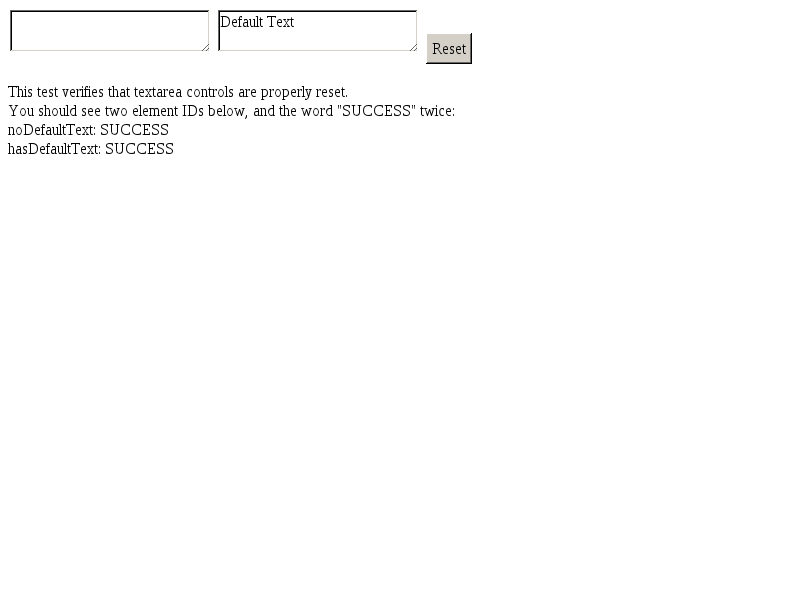 Default Text
Reset
This test verifies that textarea controls are properly reset.
You should see two element IDs below, and the word "SUCCESS" twice:
noDefaultText: SUCCESS
hasDefaultText: SUCCESS